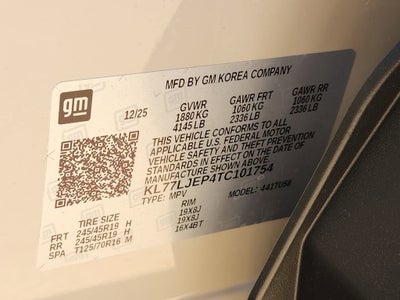 gm
MFD BY GM KOREA COMPANY
12/25 GVWR GAWR FRT GAWR RR
1880 KG 1060 KG 1060 KG
4145 LB 2336 LB 2336 LB
THIS VEHICLE CONFORMS TO ALL APPLICABLE U.S. FEDERAL MOTOR
VEHICLE SAFETY AND THEFT PREVENTION STANDARDS
IN EFFECT ON THE DATE OF
MANUFACTURE SHOWN ABOVE.
KL77LJEP4TC101754
TYPE: MPV MODEL: 441TU58
TIRE SIZE RIM
FRT 245/45R19 H 19X8J
RR 245/45R19 H 19X8J
SPA T125/70R16 M 16X4BT